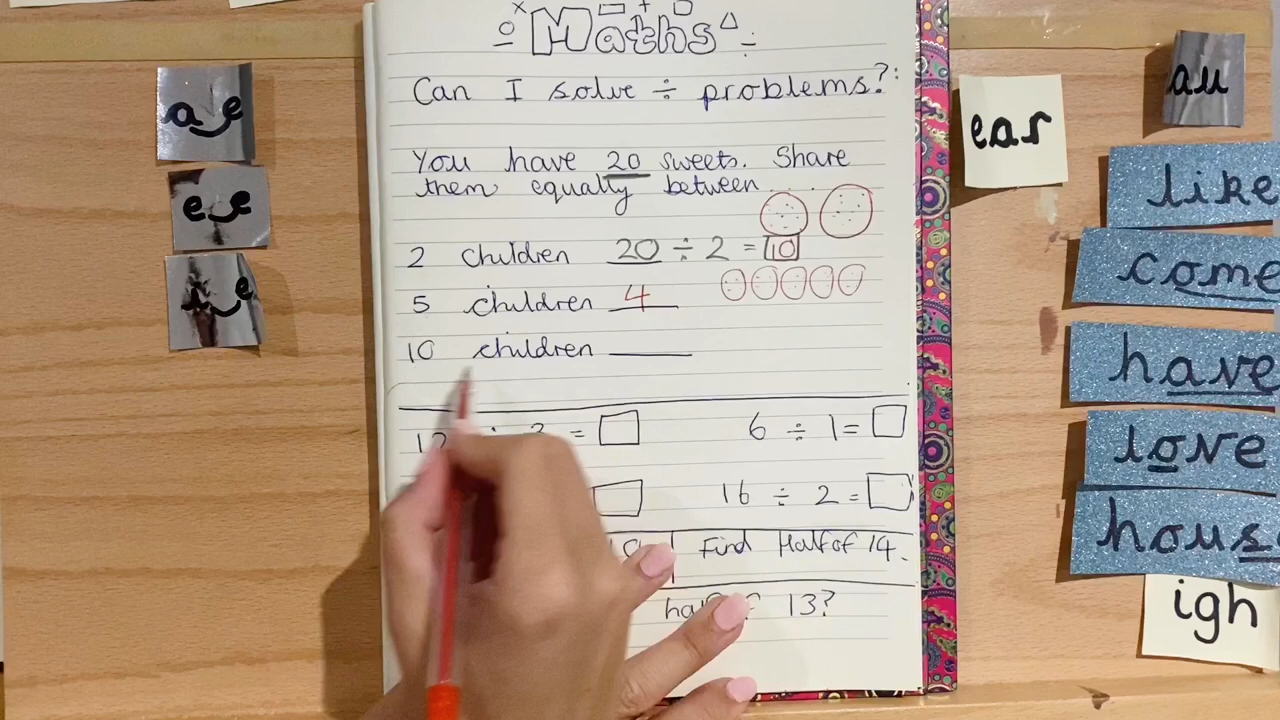 Maths
Can I solve ÷ problems?
You have 20 sweets. Share
them equally between...
2 children 20 ÷ 2 = 10
5 children 4
10 children
= 6 ÷ 1 =
16 ÷ 2 =
Find Half of 14.
13?
a_e
e_e
ear
au
like
come
have
love
igh